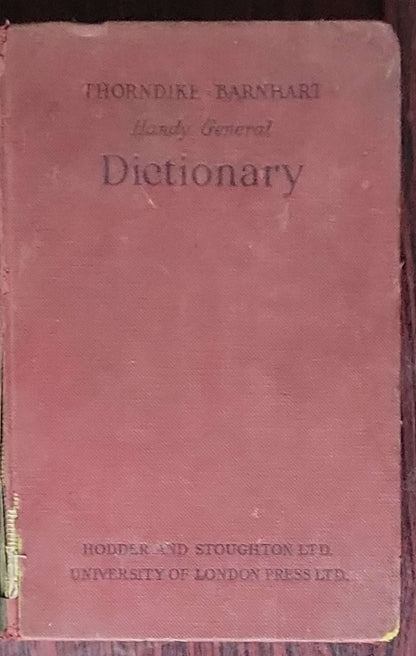 THORNDIKE - BARNHART
Handy General
Dictionary
HODDER AND STOUGHTON LTD.
UNIVERSITY OF LONDON PRESS LTD.